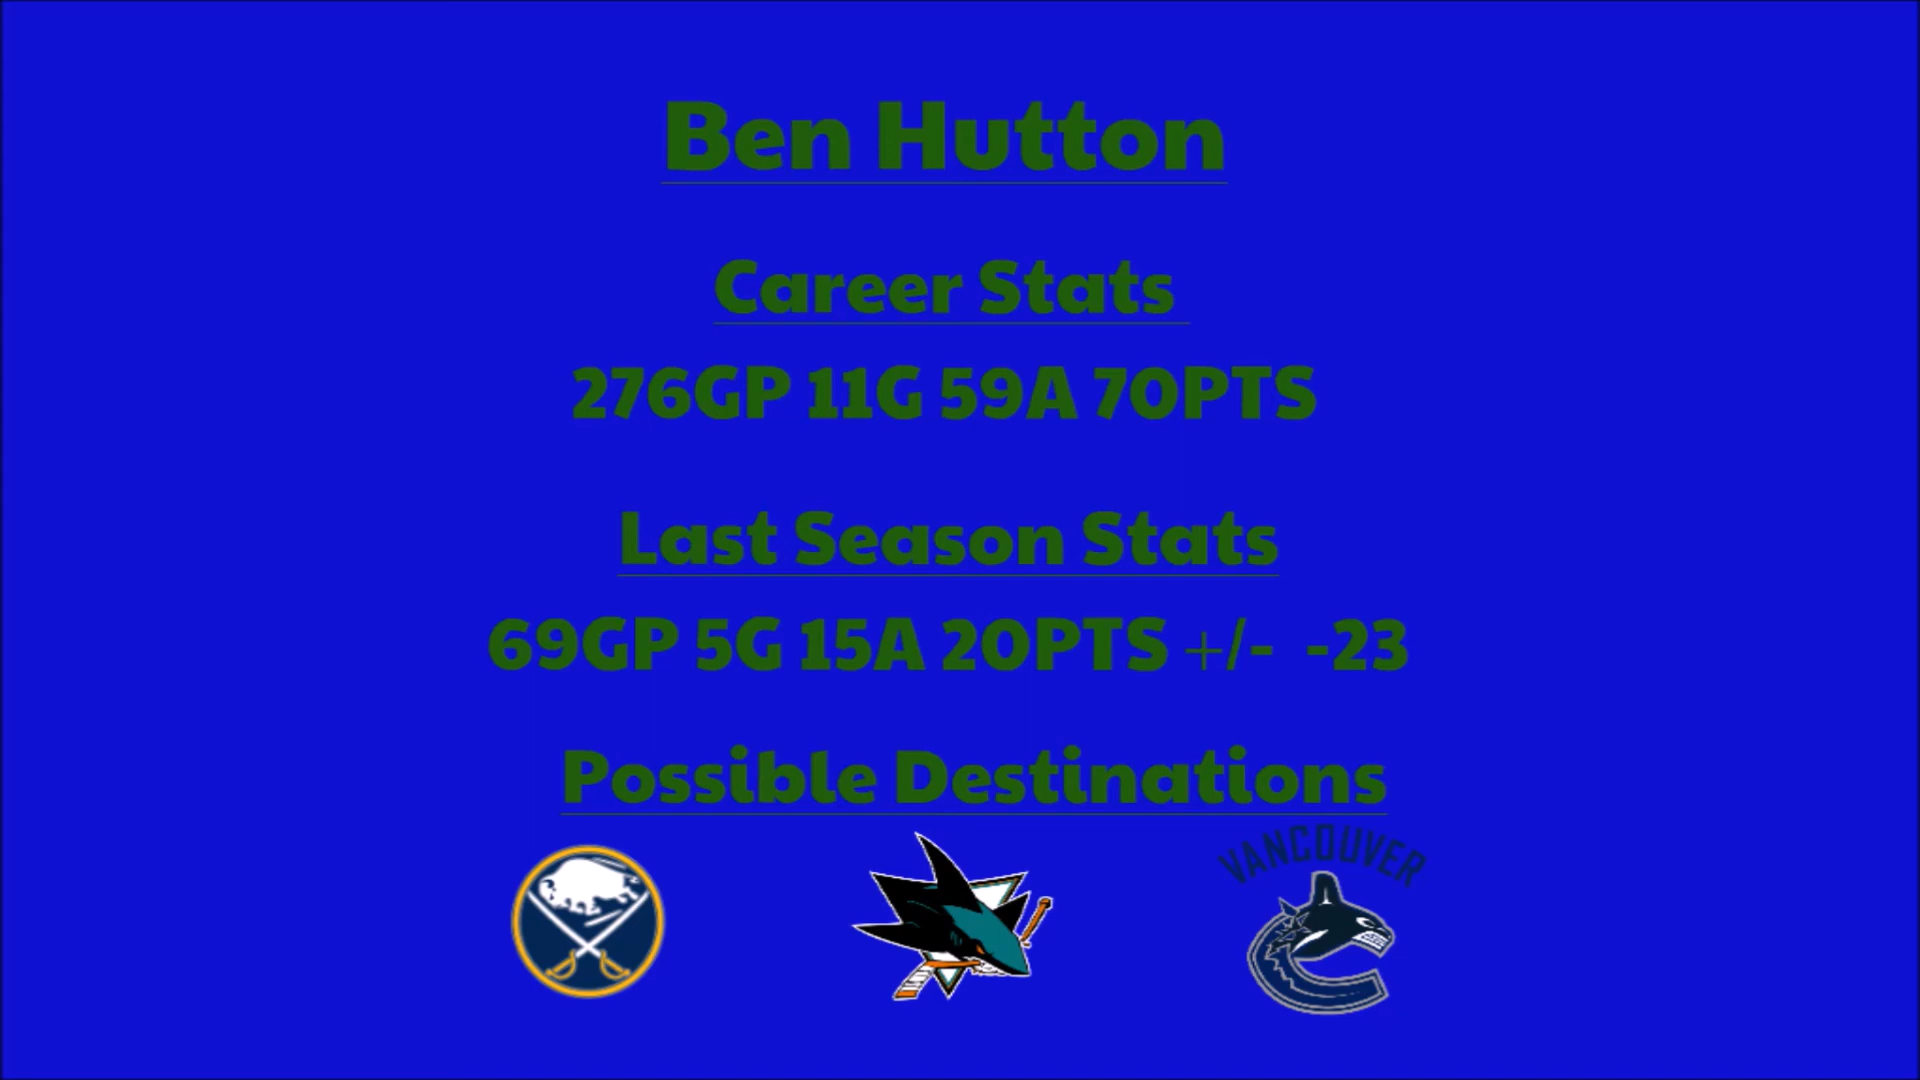 Ben Hutton
Career Stats
276GP 11G 59A 70PTS
Last Season Stats
69GP 5G 15A 20PTS +/- -23
Possible Destinations
VANCOUVER